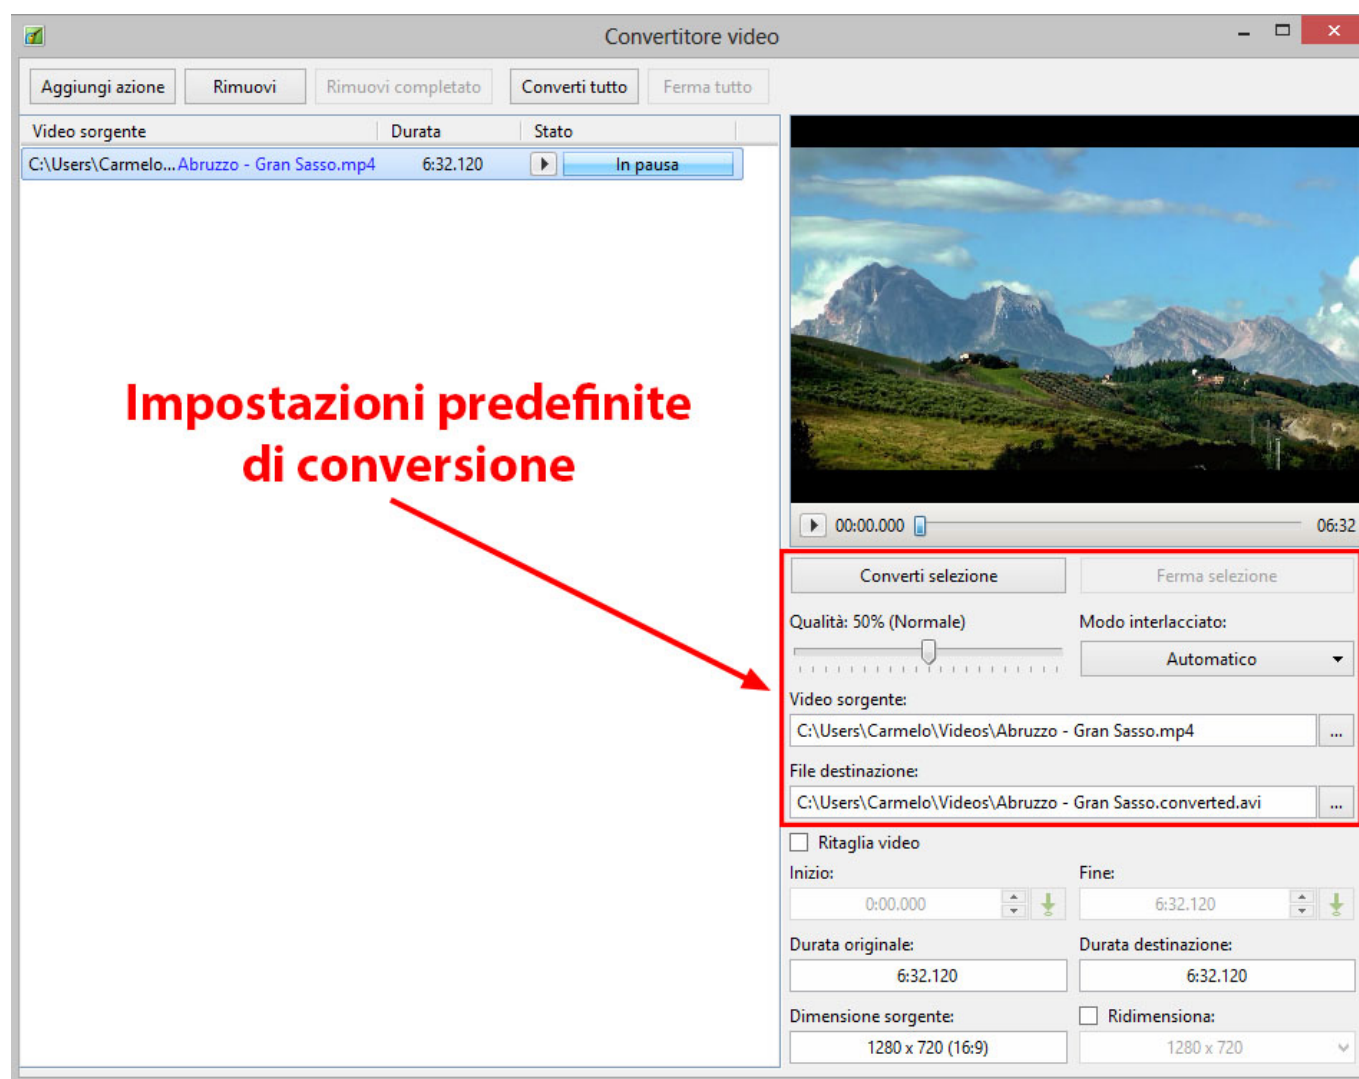 Convertitore video
Aggiungi azione Rimuovi Rimuovi completato Converti tutto Ferma tutto
Video sorgente Durata Stato
C:\Users\Carmelo...Abruzzo - Gran Sasso.mp4 6:32.120 In pausa
Impostazioni predefinite
di conversione
00:00.000 06:32
Converti selezione Ferma selezione
Qualità: 50% (Normale) Modo interlacciato:
Automatico
Video sorgente:
C:\Users\Carmelo\Videos\Abruzzo - Gran Sasso.mp4 ...
File destinazione:
C:\Users\Carmelo\Videos\Abruzzo - Gran Sasso.converted.avi ...
Ritaglia video
Inizio: Fine:
0:00.000 6:32.120
Durata originale: Durata destinazione:
6:32.120 6:32.120
Dimensione sorgente: Ridimensiona:
1280 x 720 (16:9) 1280 x 720